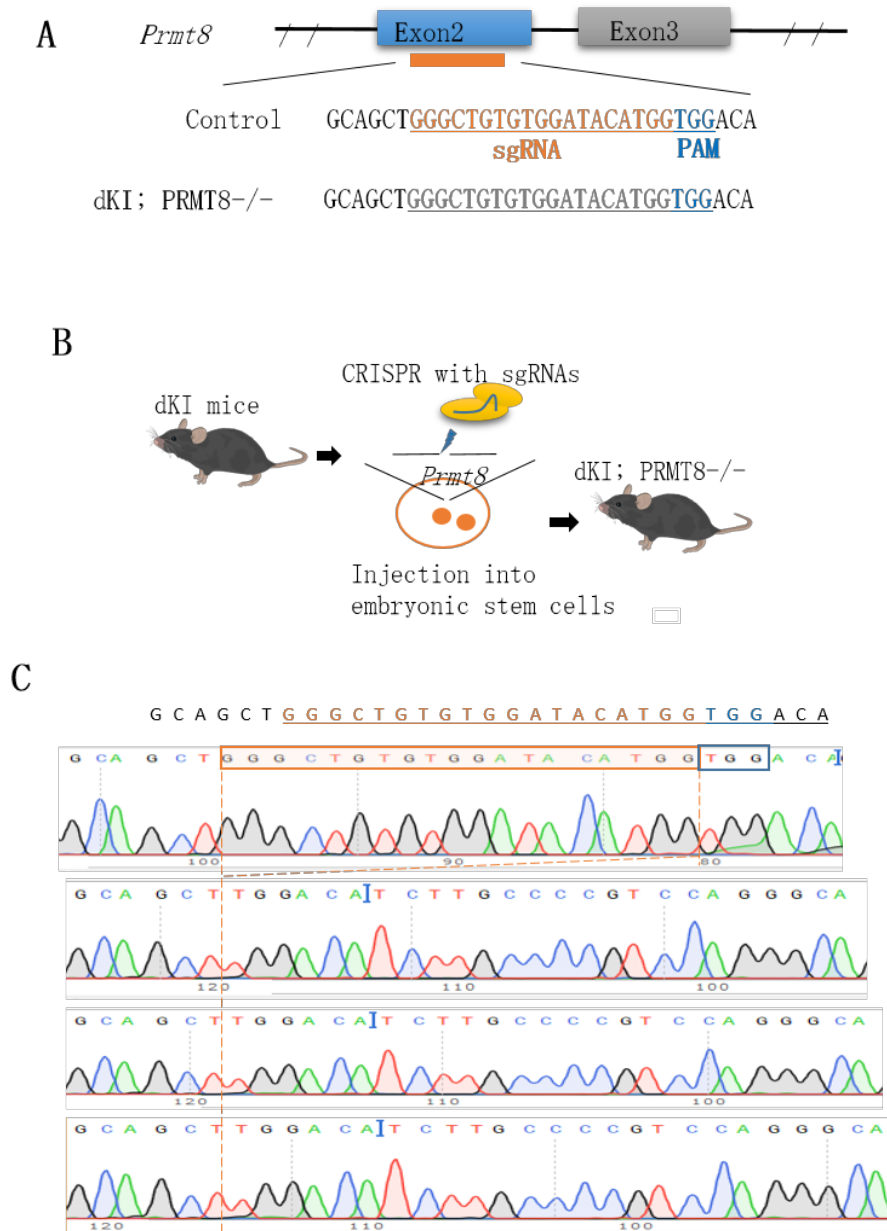 A
Prmt8
Exon2
Exon3
Control GCAGCTGGGCTGTGTGGATACATGGTGGACA
sgRNA PAM
dKI; PRMT8-/- GCAGCTGGGCTGTGTGGATACATGGTGGACA
B
CRISPR with sgRNAs
dKI mice
Prmt8
dKI; PRMT8-/-
Injection into
embryonic stem cells
C
G C A G C T G G G C T G T G T G G A T A C A T G G T G G A C A
G C A G C T G G G C T G T G T G G A T A C A T G G T G G A C A
100 90 80
G C A G C T T G G A C A T C T T G C C C C G T C C A G G G C A
120 110 100
G C A G C T T G G A C A T C T T G C C C C G T C C A G G G C A
120 110 100
G C A G C T T G G A C A T C T T G C C C C G T C C A G G G C A
120 110 100